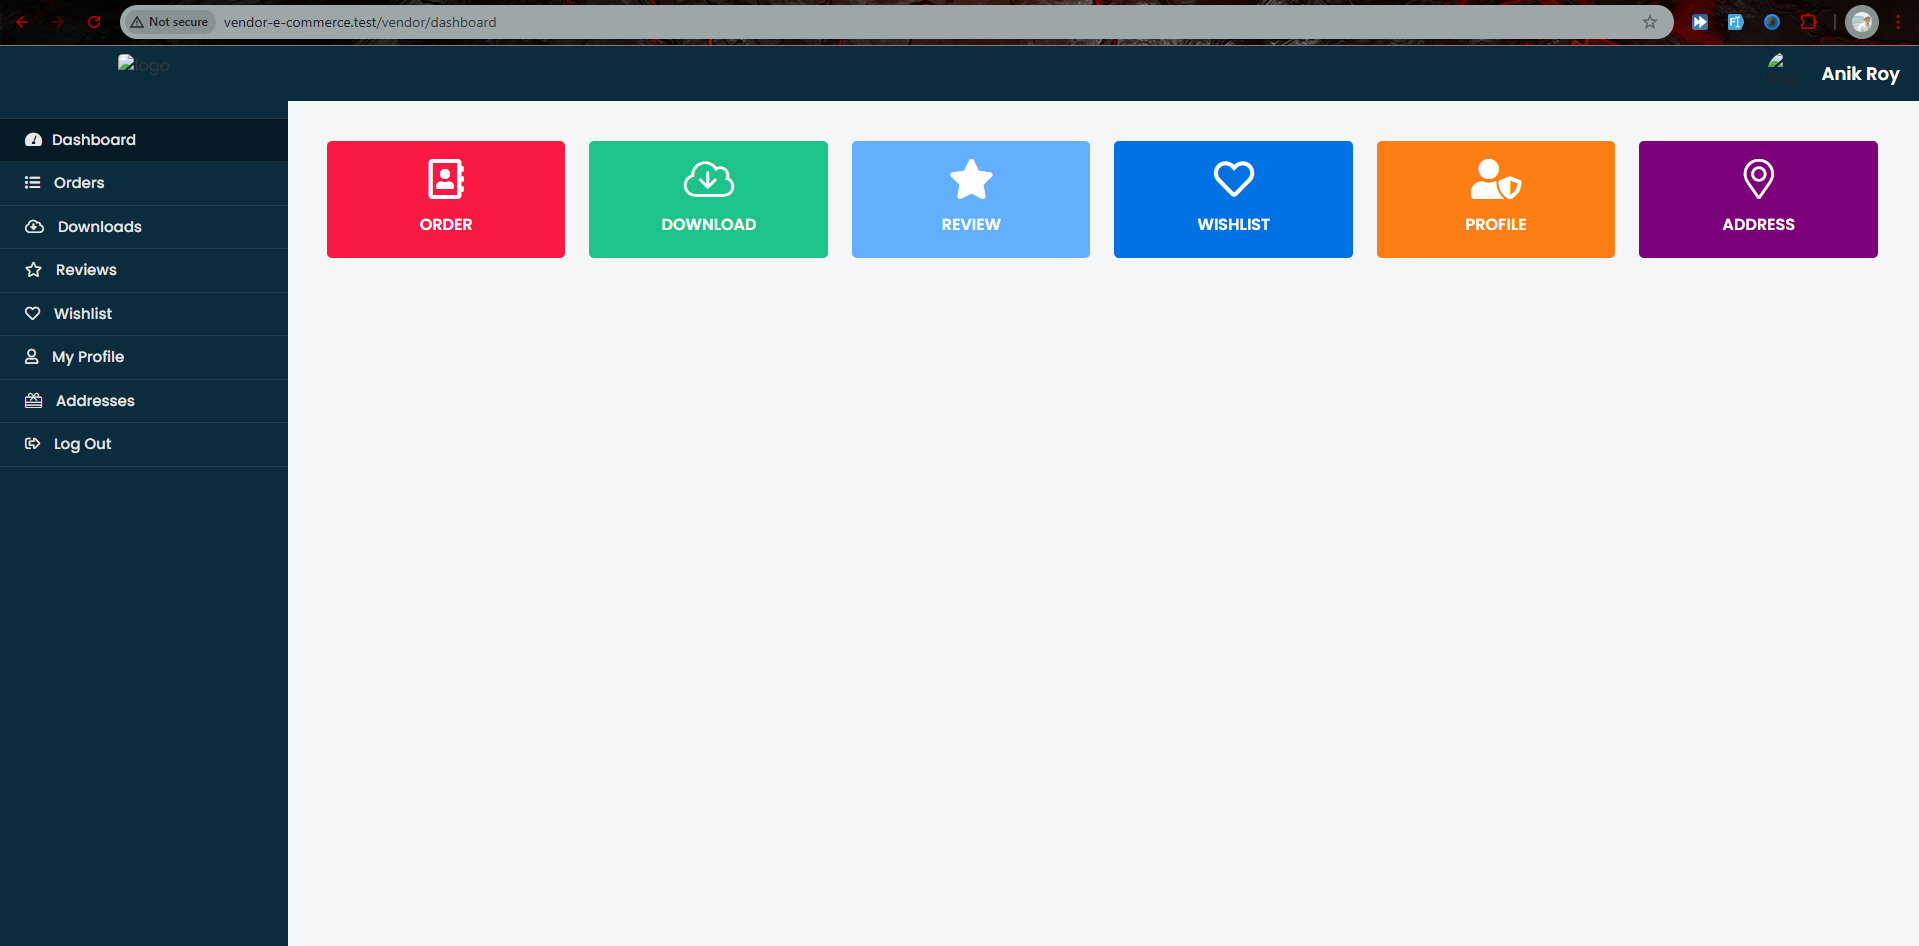 Not secure
vendor-e-commerce.test/vendor/dashboard
logo
Anik Roy
Dashboard
Orders
Downloads
Reviews
Wishlist
My Profile
Addresses
Log Out
ORDER
DOWNLOAD
REVIEW
WISHLIST
PROFILE
ADDRESS